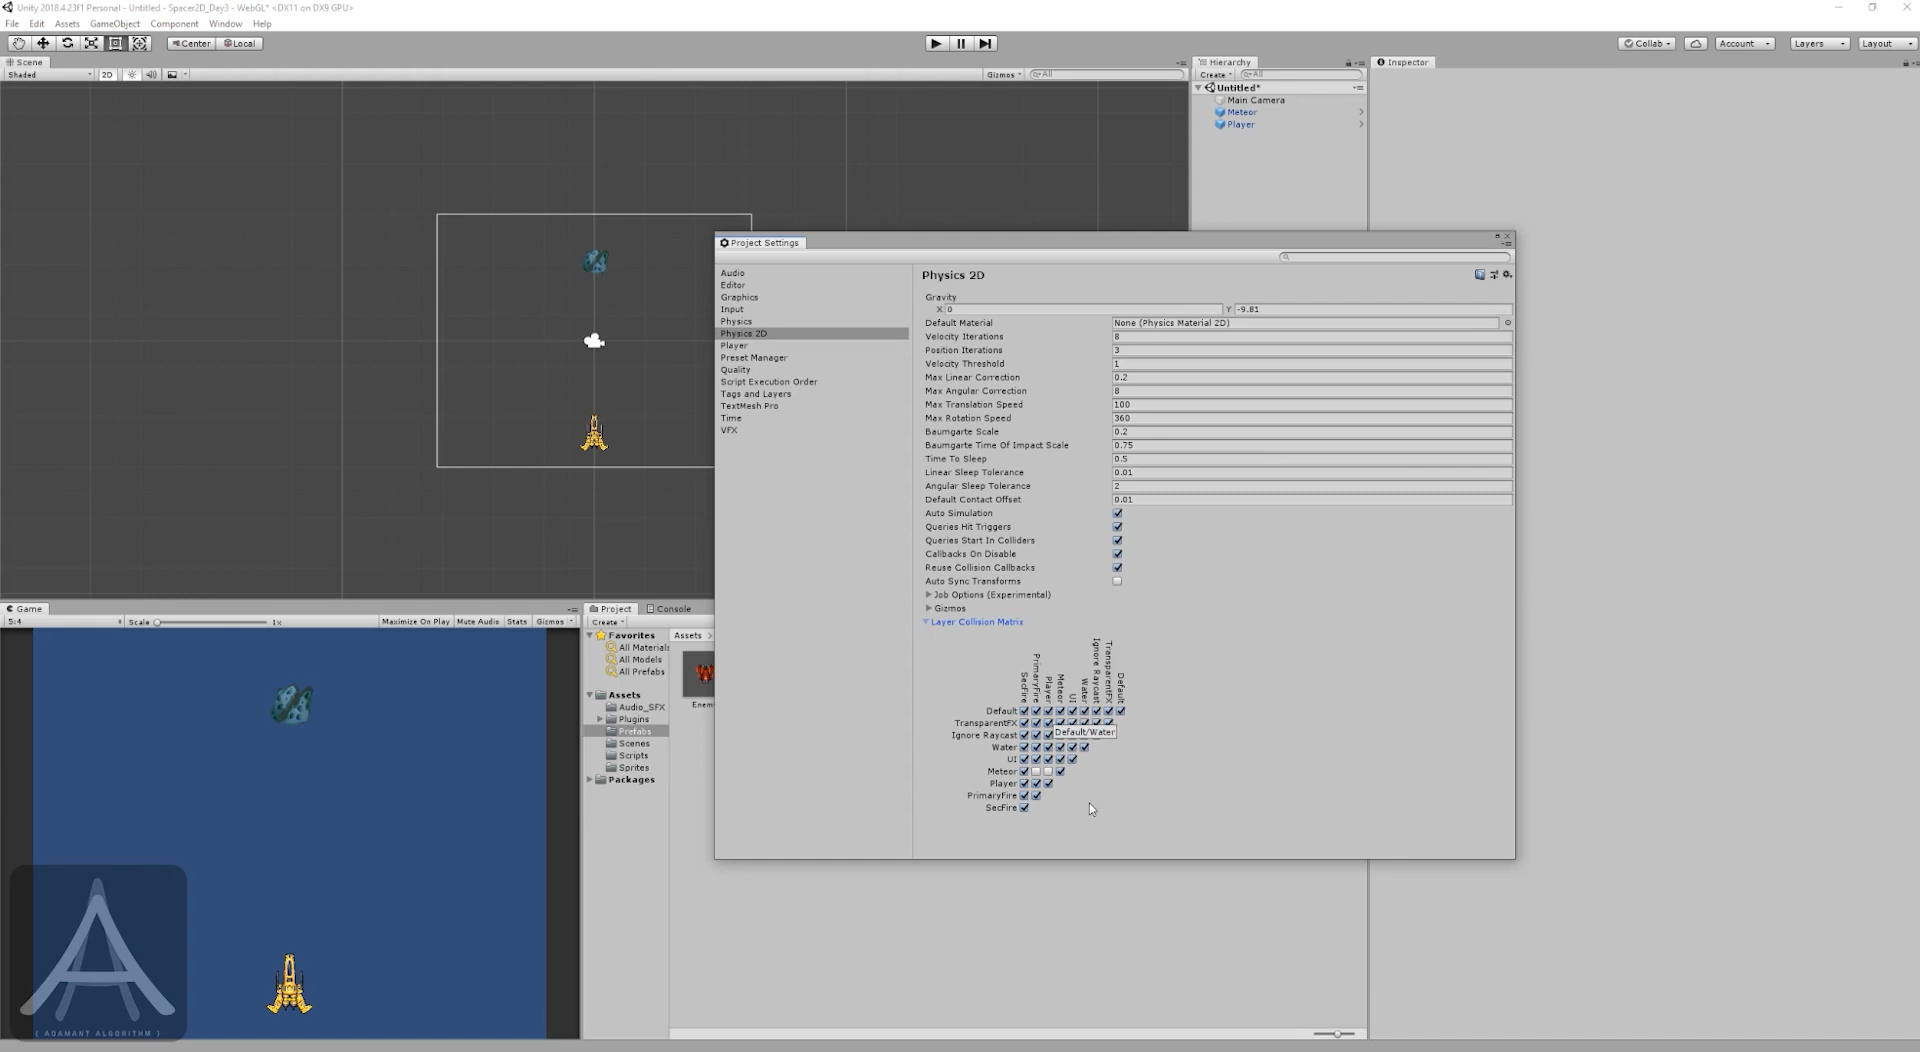 Unity 2018.4.23f1 Personal - Untitled - Spacer2D_Day3 - WebGL* <DX11 on DX9 GPU>
File Edit Assets GameObject Component Window Help
Center Local
Collab Account Layers Layout
Scene
Shaded 2D Gizmos All
Hierarchy
Create All
Untitled*
Main Camera
Meteor
Player
Inspector
Project Settings
Audio
Editor
Graphics
Input
Physics
Physics 2D
Player
Preset Manager
Quality
Script Execution Order
Tags and Layers
TextMesh Pro
Time
VFX
Physics 2D
Gravity
X 0 Y -9.81
Default Material None (Physics Material 2D)
Velocity Iterations 8
Position Iterations 3
Velocity Threshold 1
Max Linear Correction 0.2
Max Angular Correction 8
Max Translation Speed 100
Max Rotation Speed 360
Baumgarte Scale 0.2
Baumgarte Time Of Impact Scale 0.75
Time To Sleep 0.5
Linear Sleep Tolerance 0.01
Angular Sleep Tolerance 2
Default Contact Offset 0.01
Auto Simulation
Queries Hit Triggers
Queries Start In Colliders
Callbacks On Disable
Reuse Collision Callbacks
Auto Sync Transforms
Job Options (Experimental)
Gizmos
Layer Collision Matrix
SecFire PrimaryFire Player Meteor UI Water Ignore Raycast TransparentFX Default
Default
TransparentFX
Ignore Raycast
Default/Water
Water
UI
Meteor
Player
PrimaryFire
SecFire
Game
5:4 Scale 1x Maximize On Play Mute Audio Stats Gizmos
Project Console
Create
Favorites
All Materials
All Models
All Prefabs
Assets
Audio_SFX
Plugins
Prefabs
Scenes
Scripts
Sprites
Packages
Assets >
Enem
( ADAMANT ALGORITHM )